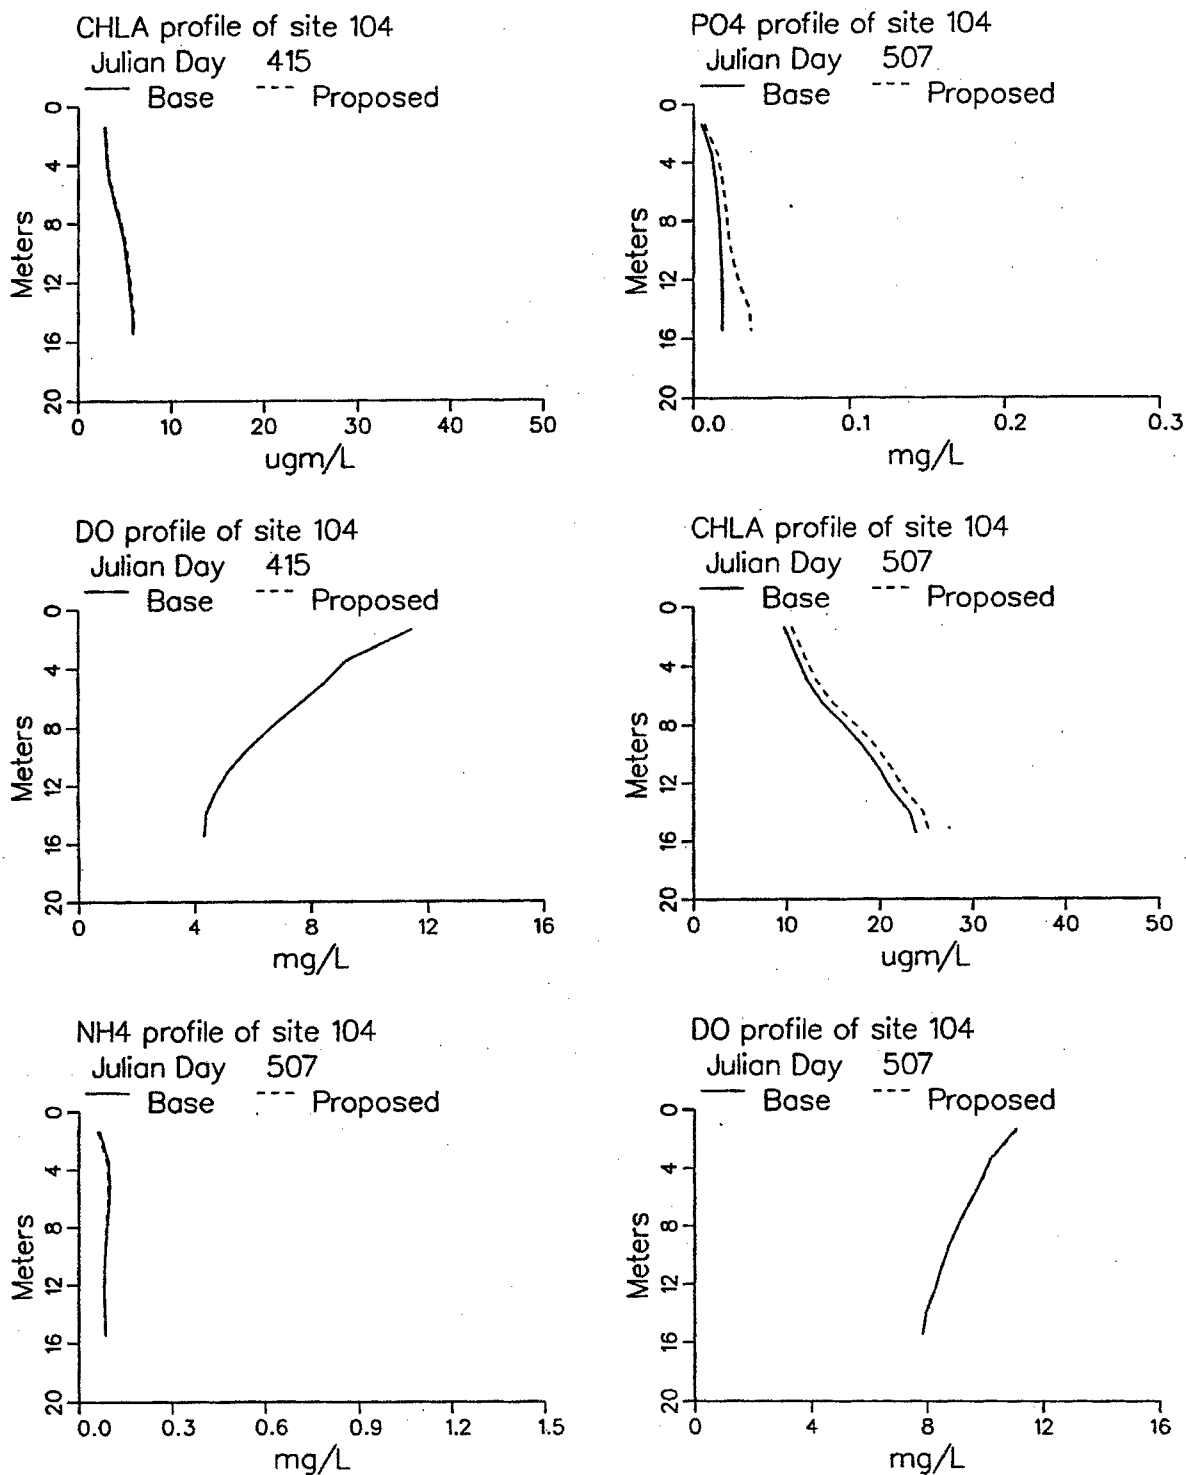 CHLA profile of site 104
Julian Day 415
Base Proposed
0
4
8
12
16
20
Meters
0 10 20 30 40 50
ugm/L
PO4 profile of site 104
Julian Day 507
Base Proposed
0
4
8
12
16
20
Meters
0.0 0.1 0.2 0.3
mg/L
DO profile of site 104
Julian Day 415
Base Proposed
0
4
8
12
16
20
Meters
0 4 8 12 16
mg/L
CHLA profile of site 104
Julian Day 507
Base Proposed
0
4
8
12
16
20
Meters
0 10 20 30 40 50
ugm/L
NH4 profile of site 104
Julian Day 507
Base Proposed
0
4
8
12
16
20
Meters
0.0 0.3 0.6 0.9 1.2 1.5
mg/L
DO profile of site 104
Julian Day 507
Base Proposed
0
4
8
12
16
20
Meters
0 4 8 12 16
mg/L